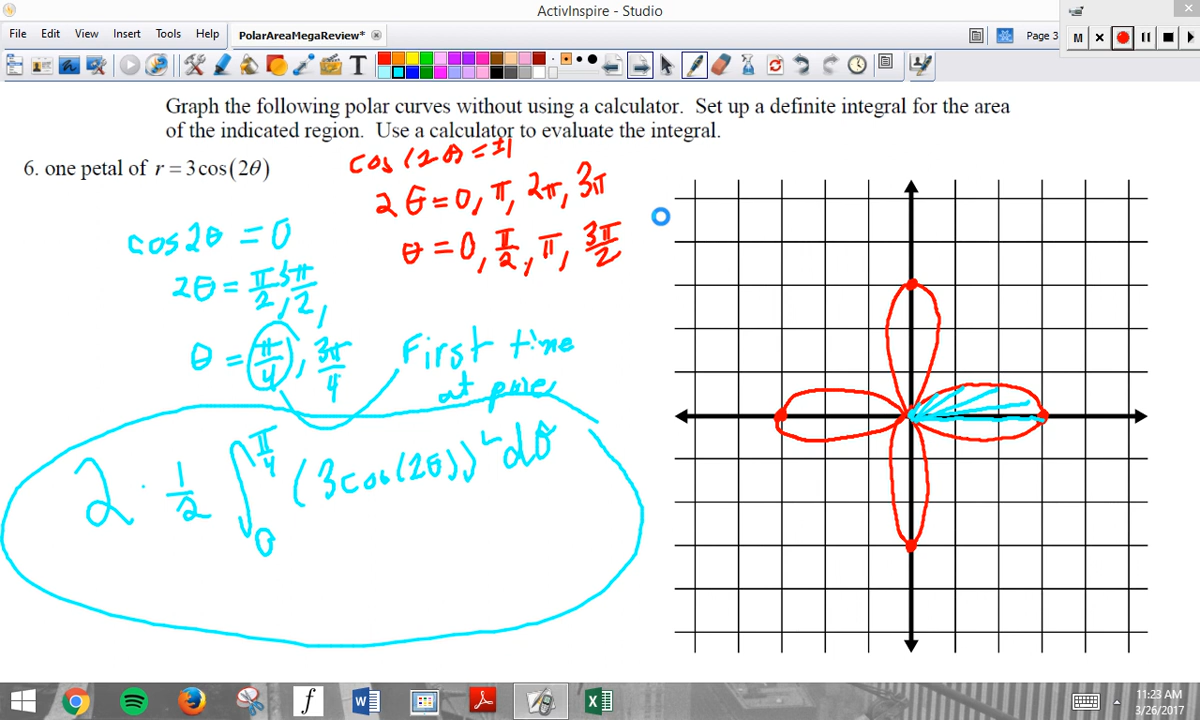 ActivInspire - Studio
File Edit View Insert Tools Help PolarAreaMegaReview* Page 3
M
T
Graph the following polar curves without using a calculator. Set up a definite integral for the area
of the indicated region. Use a calculator to evaluate the integral.
6. one petal of r = 3cos(2θ)
cos(2θ) = ±1
2θ = 0, π, 2π, 3π
θ = 0, π/2, π, 3π/2
cos2θ = 0
2θ = π/2, 3π/2,
θ = π/4, 3π/4
First time
at pole
2 · 1/2 ∫₀^(π/4) (3cos(2θ))² dθ
11:23 AM
3/26/2017